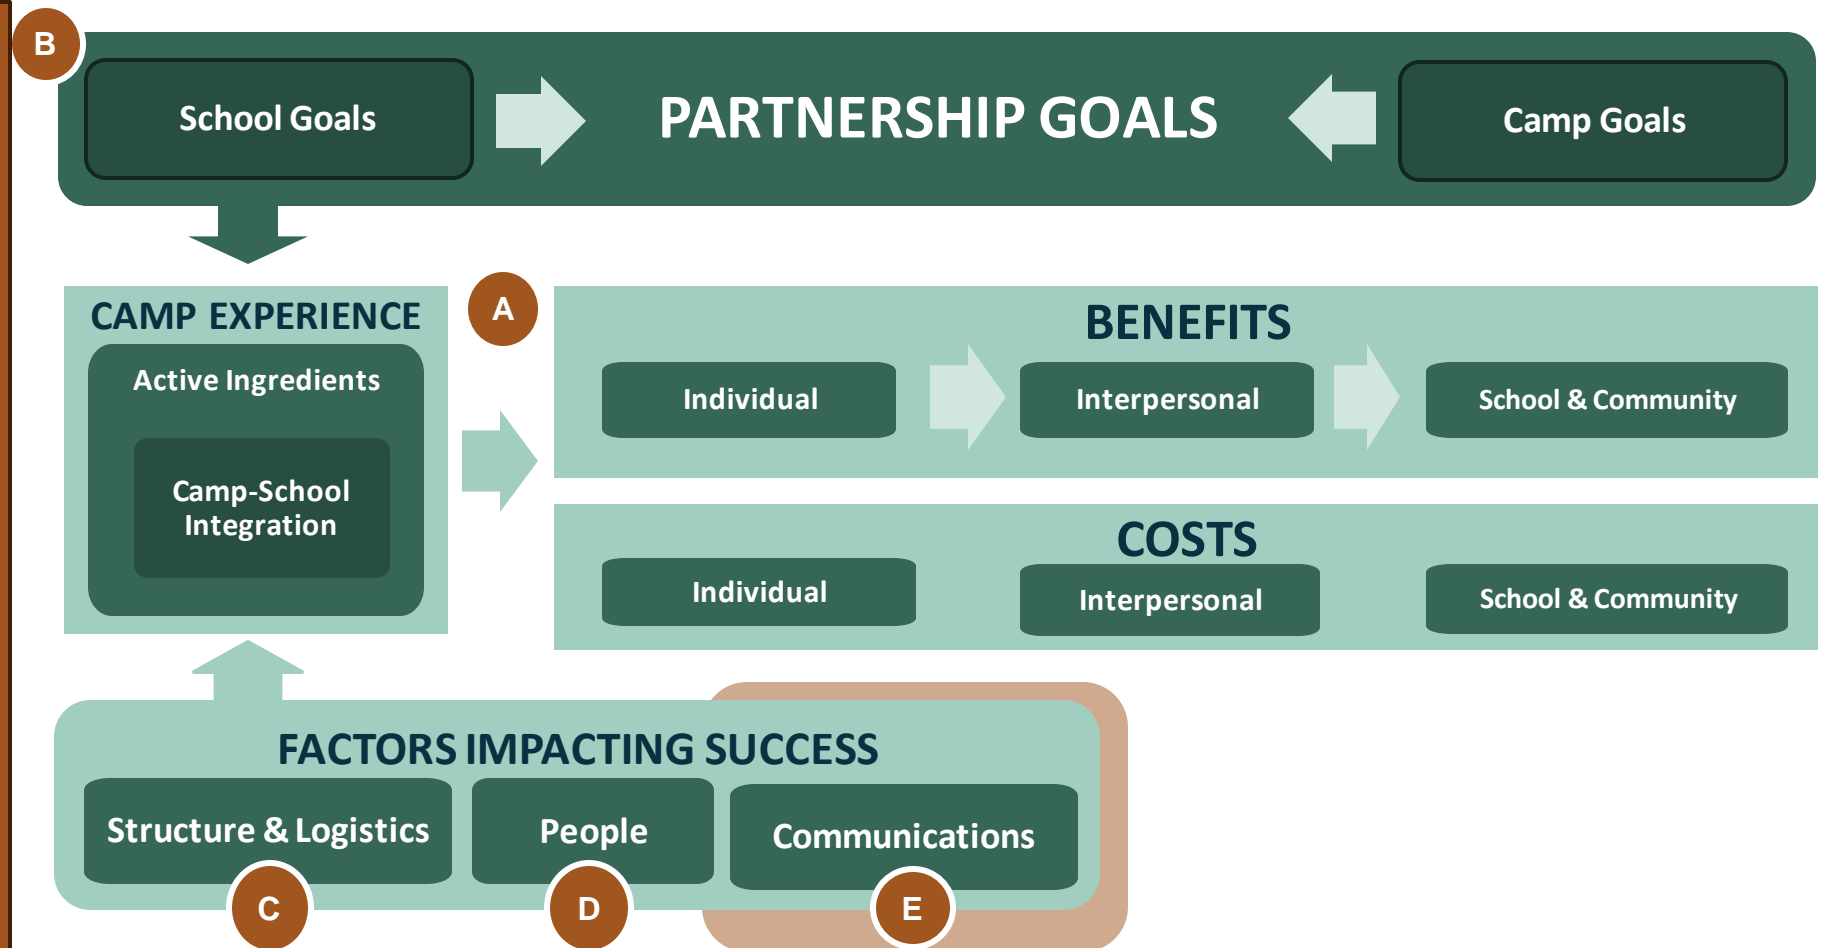 B
School Goals
PARTNERSHIP GOALS
Camp Goals
CAMP EXPERIENCE
Active Ingredients
Camp-School
Integration
A
BENEFITS
Individual
Interpersonal
School & Community
COSTS
Individual
Interpersonal
School & Community
FACTORS IMPACTING SUCCESS
Structure & Logistics
People
Communications
C
D
E